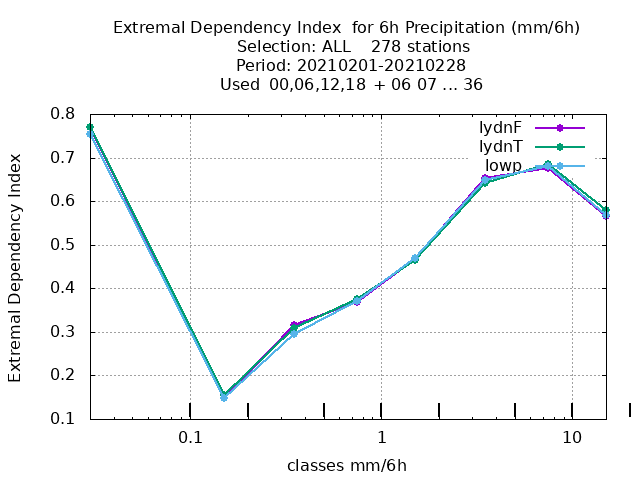 Extremal Dependency Index  for 6h Precipitation (mm/6h)
Selection: ALL    278 stations
Period: 20210201-20210228
Used  00,06,12,18  + 06 07 ... 36
lydnF
lydnT
lowp
Extremal Dependency Index
0.8
0.7
0.6
0.5
0.4
0.3
0.2
0.1
0.1
1
10
classes mm/6h